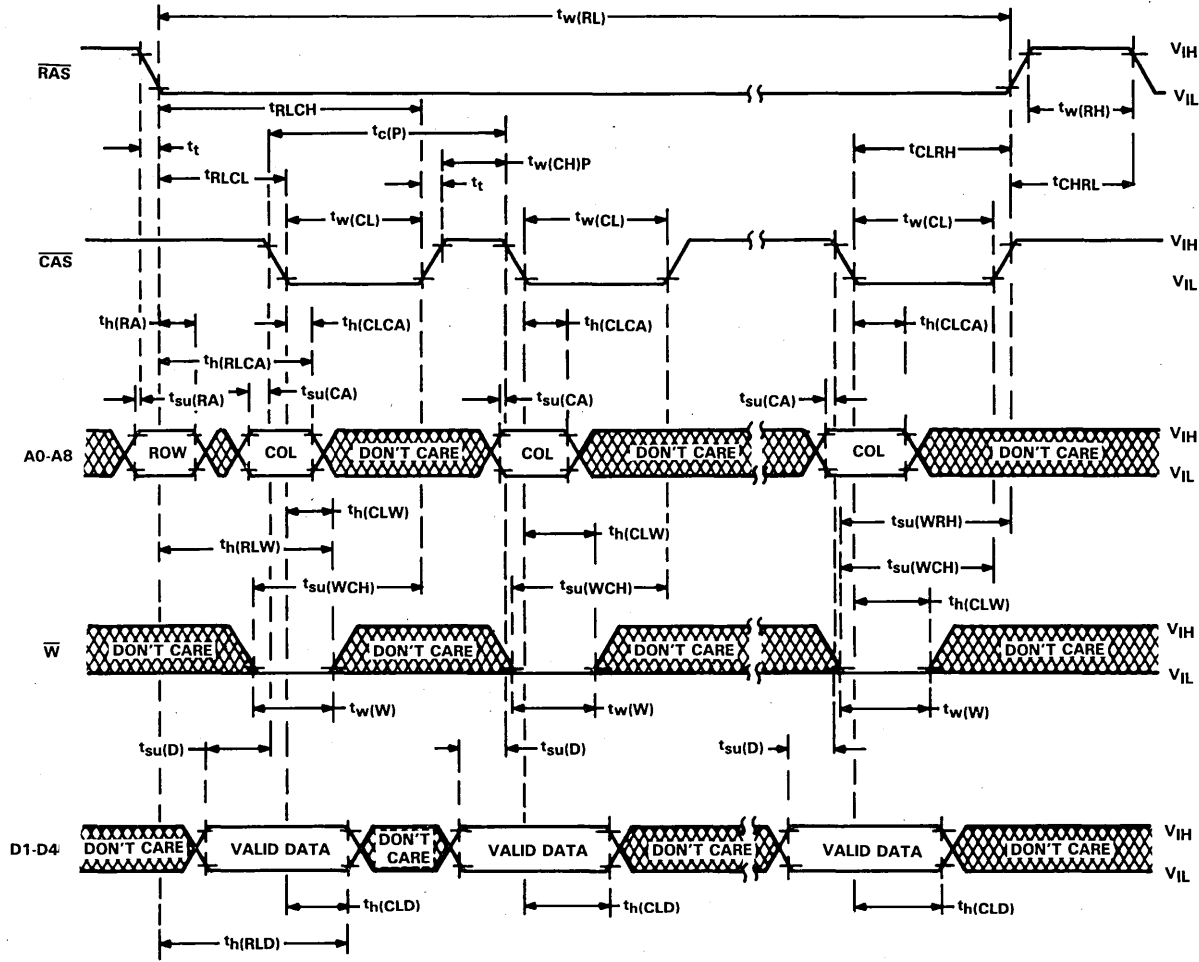 tw(RL)
RAS
VIH
VIL
tRLCH
tw(RH)
tc(P)
tt
tw(CH)P
tCLRH
tRLCL
tt
tCHRL
tw(CL)
tw(CL)
tw(CL)
CAS
VIH
VIL
th(RA)
th(CLCA)
th(CLCA)
th(CLCA)
th(RLCA)
tsu(RA)
tsu(CA)
tsu(CA)
tsu(CA)
A0-A8
ROW
COL
DON'T CARE
COL
DON'T CARE
COL
DON'T CARE
VIH
VIL
th(CLW)
th(CLW)
tsu(WRH)
th(RLW)
tsu(WCH)
tsu(WCH)
tsu(WCH)
th(CLW)
W
DON'T CARE
DON'T CARE
DON'T CARE
DON'T CARE
VIH
VIL
tw(W)
tw(W)
tw(W)
tsu(D)
tsu(D)
tsu(D)
D1-D4
DON'T CARE
VALID DATA
DON'T
CARE
VALID DATA
DON'T CARE
VALID DATA
DON'T CARE
VIH
VIL
th(CLD)
th(CLD)
th(CLD)
th(RLD)